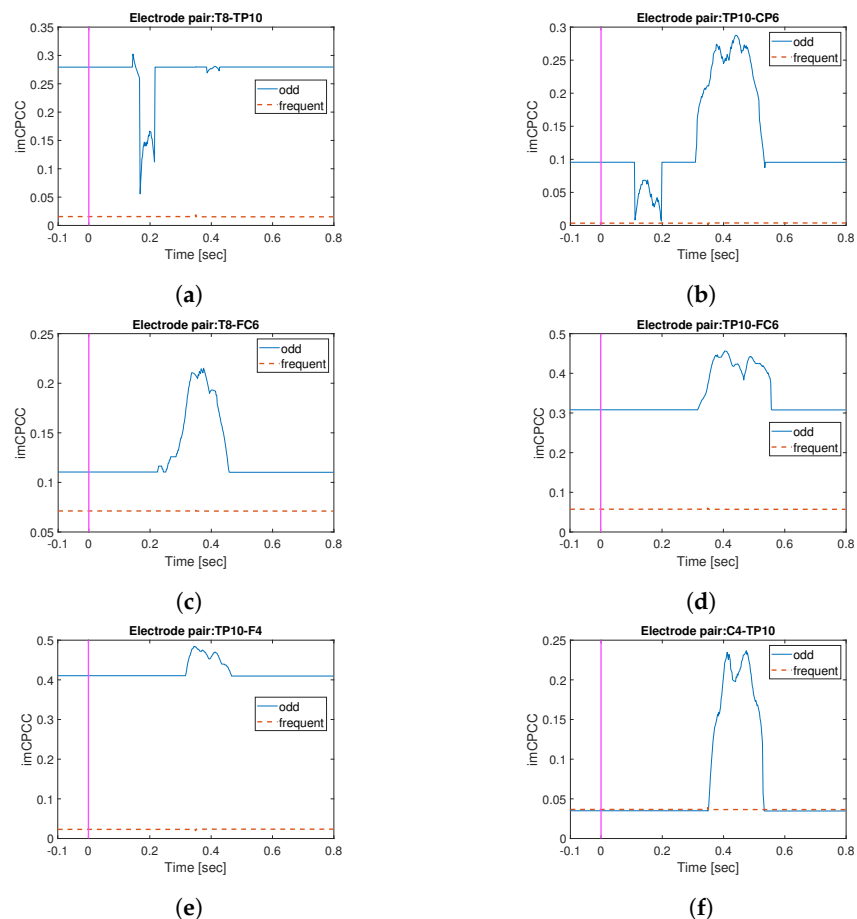 Electrode pair:T8-TP10
0.35
0.3
0.25
0.2
0.15
0.1
0.05
0
imCPCC
odd
frequent
-0.1 0 0.2 0.4 0.6 0.8
Time [sec]
(a)
Electrode pair:TP10-CP6
0.3
0.25
0.2
0.15
0.1
0.05
0
imCPCC
odd
frequent
-0.1 0 0.2 0.4 0.6 0.8
Time [sec]
(b)
Electrode pair:T8-FC6
0.25
0.2
0.15
0.1
0.05
imCPCC
odd
frequent
-0.1 0 0.2 0.4 0.6 0.8
Time [sec]
(c)
Electrode pair:TP10-FC6
0.5
0.4
0.3
0.2
0.1
0
imCPCC
odd
frequent
-0.1 0 0.2 0.4 0.6 0.8
Time [sec]
(d)
Electrode pair:TP10-F4
0.5
0.4
0.3
0.2
0.1
0
imCPCC
odd
frequent
-0.1 0 0.2 0.4 0.6 0.8
Time [sec]
(e)
Electrode pair:C4-TP10
0.25
0.2
0.15
0.1
0.05
0
imCPCC
odd
frequent
-0.1 0 0.2 0.4 0.6 0.8
Time [sec]
(f)